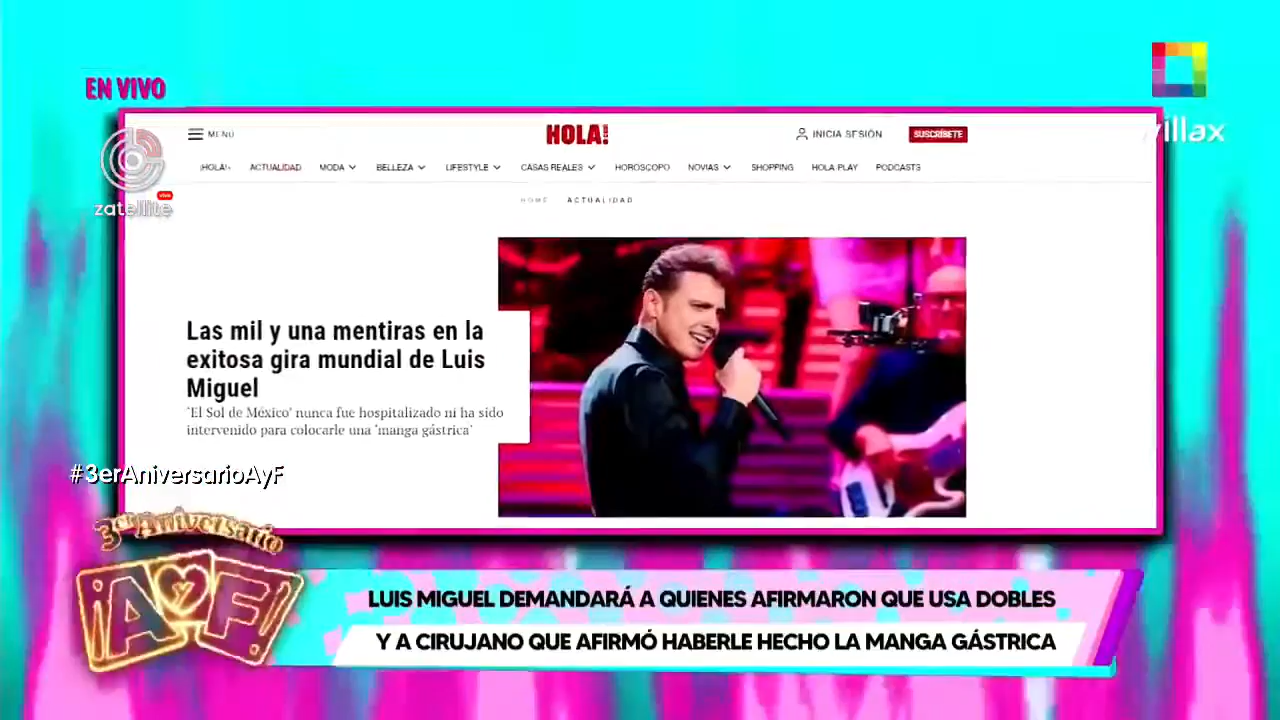 EN VIVO
willax
zatellite
vivo
MENÚ
HOLA!
INICIA SESIÓN
SUSCRÍBETE
¡HOLA!+
ACTUALIDAD
MODA
BELLEZA
LIFESTYLE
CASAS REALES
HOROSCOPO
NOVIAS
SHOPPING
HOLA PLAY
PODCASTS
HOME ACTUALIDAD
Las mil y una mentiras en la
exitosa gira mundial de Luis
Miguel
'El Sol de México' nunca fue hospitalizado ni ha sido
intervenido para colocarle una 'manga gástrica'
#3erAniversarioAyF
3er Aniversario
¡A y F!
LUIS MIGUEL DEMANDARÁ A QUIENES AFIRMARON QUE USA DOBLES
Y A CIRUJANO QUE AFIRMÓ HABERLE HECHO LA MANGA GÁSTRICA